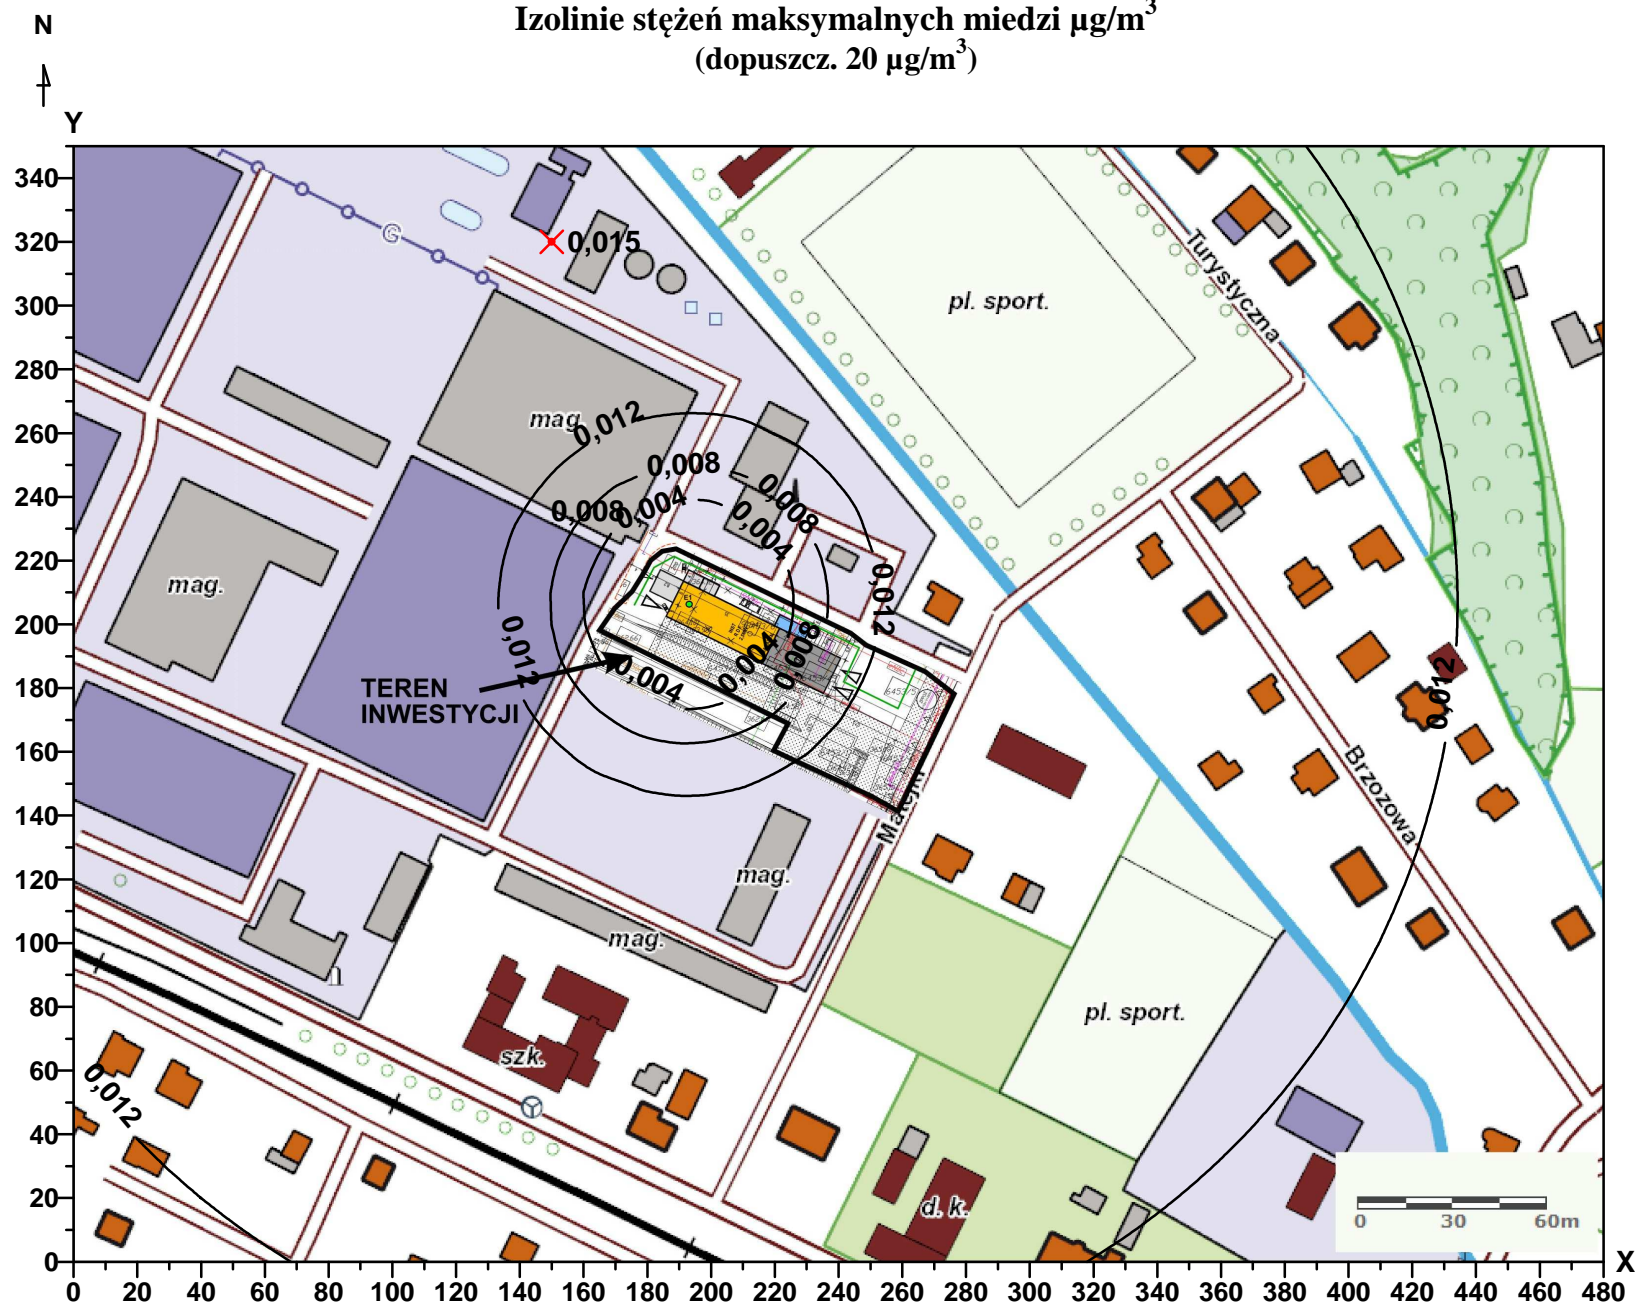 Izolinie stężeń maksymalnych miedzi µg/m³
(dopuszcz. 20 µg/m³)
N
Y
340
320
300
280
260
240
220
200
180
160
140
120
100
80
60
40
20
0
0 20 40 60 80 100 120 140 160 180 200 220 240 260 280 300 320 340 360 380 400 420 440 460 480
X
G
0,015
pl. sport.
Turystyczna
mag.
0,012
0,008
0,008
0,004
0,008
0,004
mag.
0,012
0,012
E1
0,004
0,008
0,004
TEREN
INWESTYCJI
0,012
Brzozowa
Matejki
mag.
mag.
pl. sport.
szk.
0,012
d. k.
0 30 60m